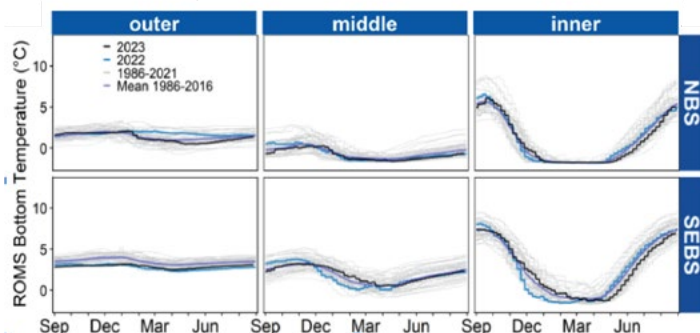 outer middle inner
2023
2022
1986-2021
Mean 1986-2016
ROMS Bottom Temperature (°C)
10
5
0
NBS
10
5
0
SEBS
Sep Dec Mar Jun Sep Dec Mar Jun Sep Dec Mar Jun